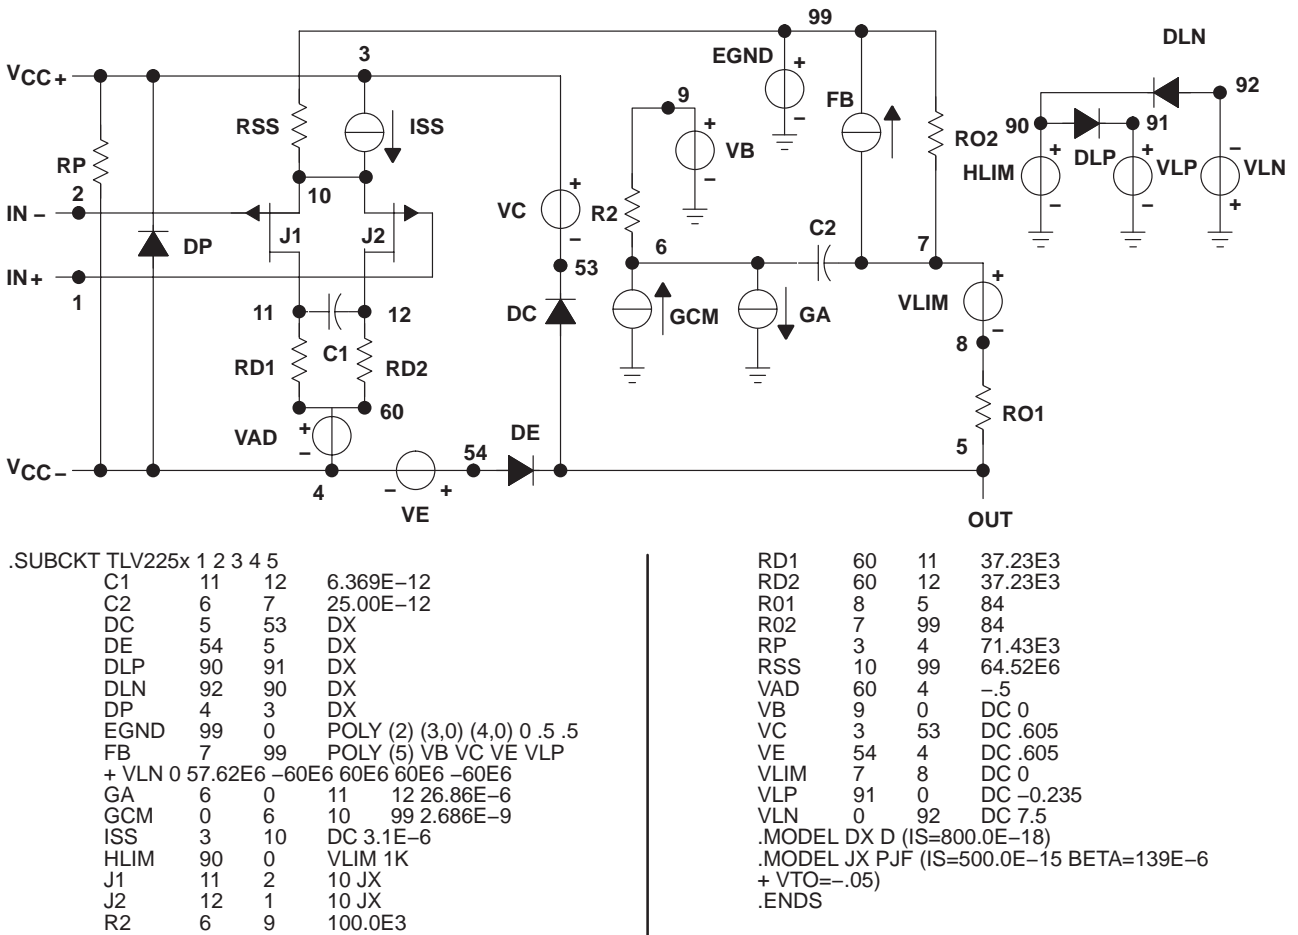 99
DLN
3
EGND
+
VCC+
9
FB
92
RSS
ISS
+
VB
–
RO2
90
91
DLP
RP
2
10
HLIM
+
–
+
–
VLP
–
+
VLN
IN –
VC
+
–
R2
C2
J1
J2
DP
6
7
IN+
53
1
VLIM
+
–
11
12
DC
GCM
GA
8
C1
RD1
RD2
60
RO1
VAD
+
–
DE
54
5
VCC–
4
–
+
VE
OUT
.SUBCKT TLV225x 1 2 3 4 5
C1 11 12 6.369E–12
C2 6 7 25.00E–12
DC 5 53 DX
DE 54 5 DX
DLP 90 91 DX
DLN 92 90 DX
DP 4 3 DX
EGND 99 0 POLY (2) (3,0) (4,0) 0 .5 .5
FB 7 99 POLY (5) VB VC VE VLP
+ VLN 0 57.62E6 –60E6 60E6 60E6 –60E6
GA 6 0 11 12 26.86E–6
GCM 0 6 10 99 2.686E–9
ISS 3 10 DC 3.1E–6
HLIM 90 0 VLIM 1K
J1 11 2 10 JX
J2 12 1 10 JX
R2 6 9 100.0E3
RD1 60 11 37.23E3
RD2 60 12 37.23E3
R01 8 5 84
R02 7 99 84
RP 3 4 71.43E3
RSS 10 99 64.52E6
VAD 60 4 –.5
VB 9 0 DC 0
VC 3 53 DC .605
VE 54 4 DC .605
VLIM 7 8 DC 0
VLP 91 0 DC –0.235
VLN 0 92 DC 7.5
.MODEL DX D (IS=800.0E–18)
.MODEL JX PJF (IS=500.0E–15 BETA=139E–6
+ VTO=–.05)
.ENDS